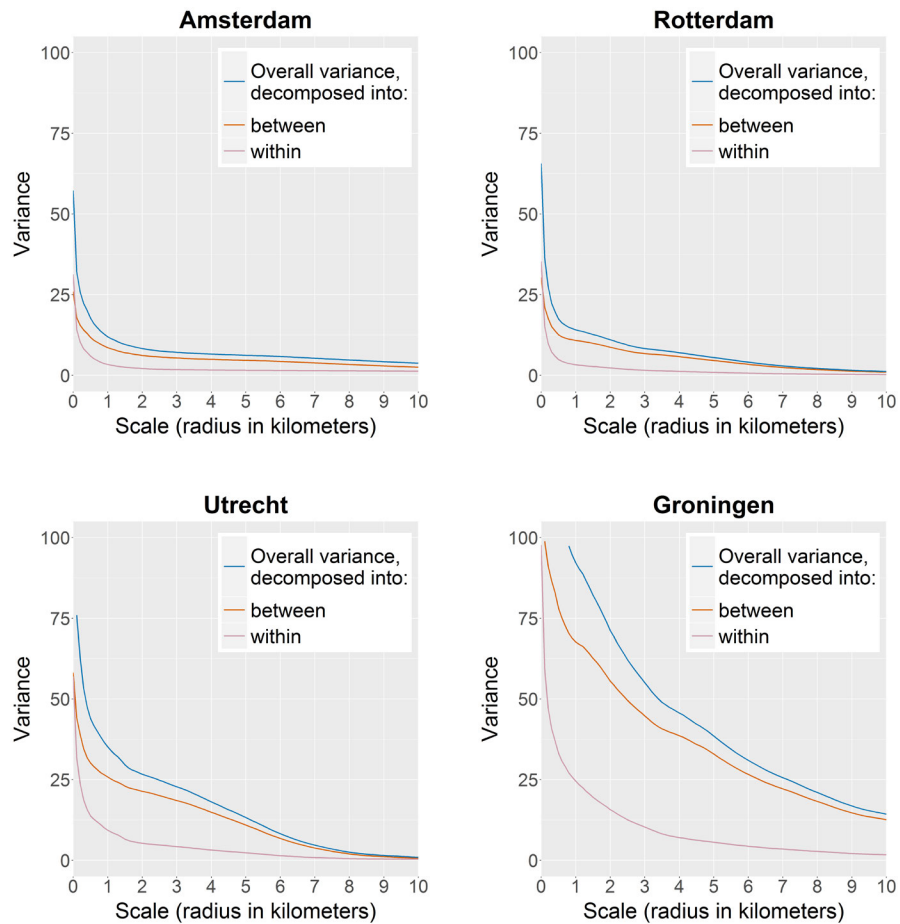 Amsterdam
100
75
50
25
0
Variance
Overall variance,
decomposed into:
between
within
0 1 2 3 4 5 6 7 8 9 10
Scale (radius in kilometers)
Rotterdam
100
75
50
25
0
Variance
Overall variance,
decomposed into:
between
within
0 1 2 3 4 5 6 7 8 9 10
Scale (radius in kilometers)
Utrecht
100
75
50
25
0
Variance
Overall variance,
decomposed into:
between
within
0 1 2 3 4 5 6 7 8 9 10
Scale (radius in kilometers)
Groningen
100
75
50
25
0
Variance
Overall variance,
decomposed into:
between
within
0 1 2 3 4 5 6 7 8 9 10
Scale (radius in kilometers)